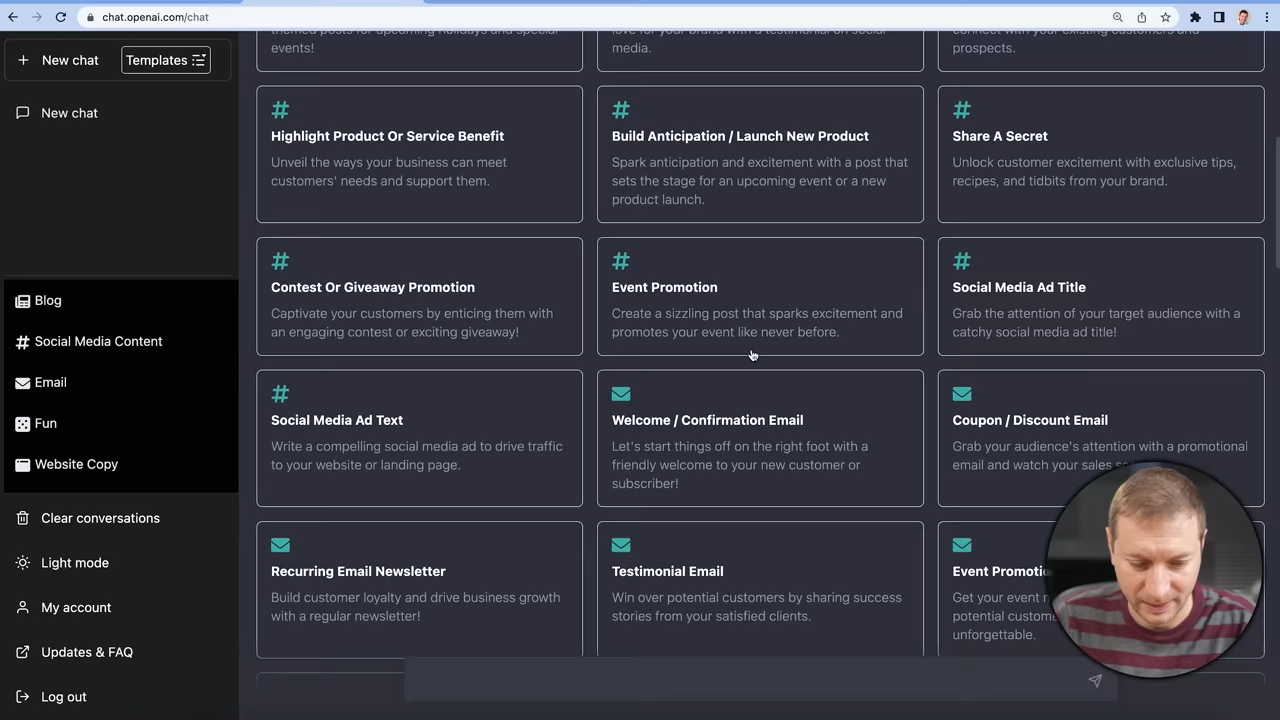 chat.openai.com/chat
New chat
Templates
New chat
Blog
Social Media Content
Email
Fun
Website Copy
Clear conversations
Light mode
My account
Updates & FAQ
Log out
themed posts for upcoming holidays and special
events!
love for your brand with a testimonial on social
media.
connect with your existing customers and
prospects.
Highlight Product Or Service Benefit
Unveil the ways your business can meet
customers' needs and support them.
Build Anticipation / Launch New Product
Spark anticipation and excitement with a post that
sets the stage for an upcoming event or a new
product launch.
Share A Secret
Unlock customer excitement with exclusive tips,
recipes, and tidbits from your brand.
Contest Or Giveaway Promotion
Captivate your customers by enticing them with
an engaging contest or exciting giveaway!
Event Promotion
Create a sizzling post that sparks excitement and
promotes your event like never before.
Social Media Ad Title
Grab the attention of your target audience with a
catchy social media ad title!
Social Media Ad Text
Write a compelling social media ad to drive traffic
to your website or landing page.
Welcome / Confirmation Email
Let's start things off on the right foot with a
friendly welcome to your new customer or
subscriber!
Coupon / Discount Email
Grab your audience's attention with a promotional
email and watch your sales
Recurring Email Newsletter
Build customer loyalty and drive business growth
with a regular newsletter!
Testimonial Email
Win over potential customers by sharing success
stories from your satisfied clients.
Event
Get your event
potential
unforgettable.